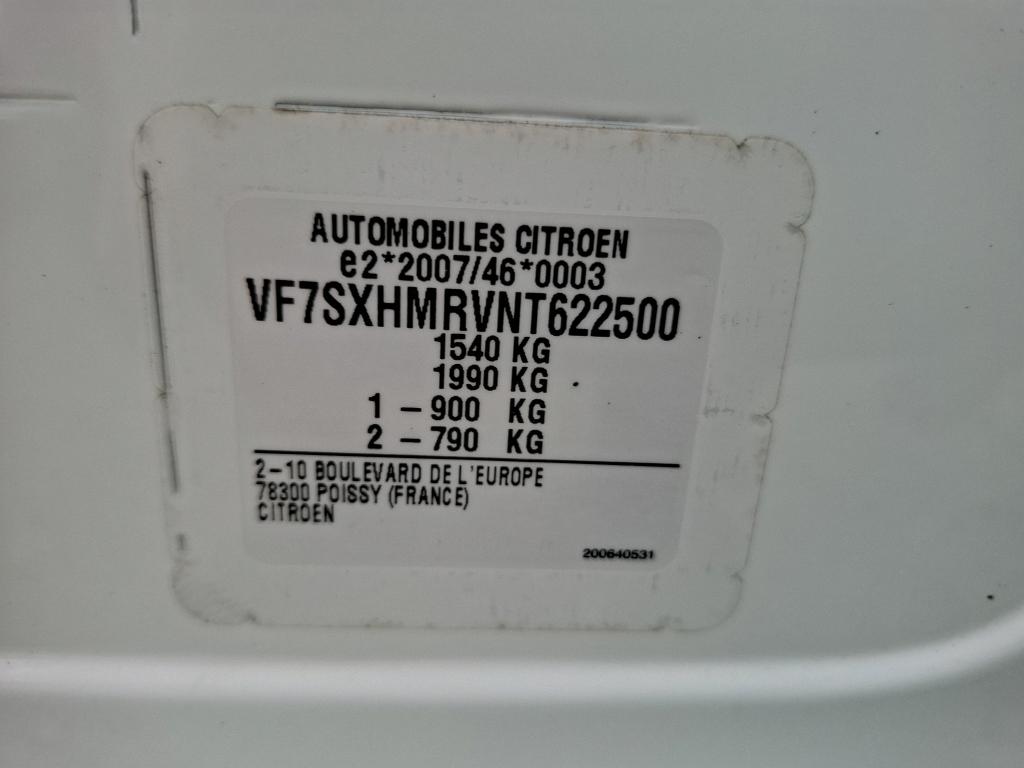 AUTOMOBILES CITROEN
e2*2007/46*0003
VF7SXHMRVNT622500
1540 KG
1990 KG
1 – 900 KG
2 – 790 KG
2–10 BOULEVARD DE L'EUROPE
78300 POISSY (FRANCE)
CITROEN
200640531